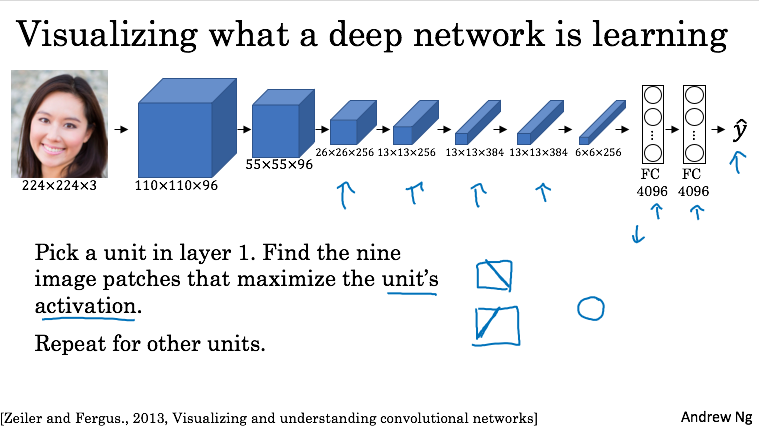 Visualizing what a deep network is learning
224×224×3
110×110×96
55×55×96
26×26×256
13×13×256
13×13×384
13×13×384
6×6×256
FC
4096
FC
4096
ŷ
Pick a unit in layer 1. Find the nine
image patches that maximize the unit’s
activation.
Repeat for other units.
[Zeiler and Fergus., 2013, Visualizing and understanding convolutional networks]
Andrew Ng